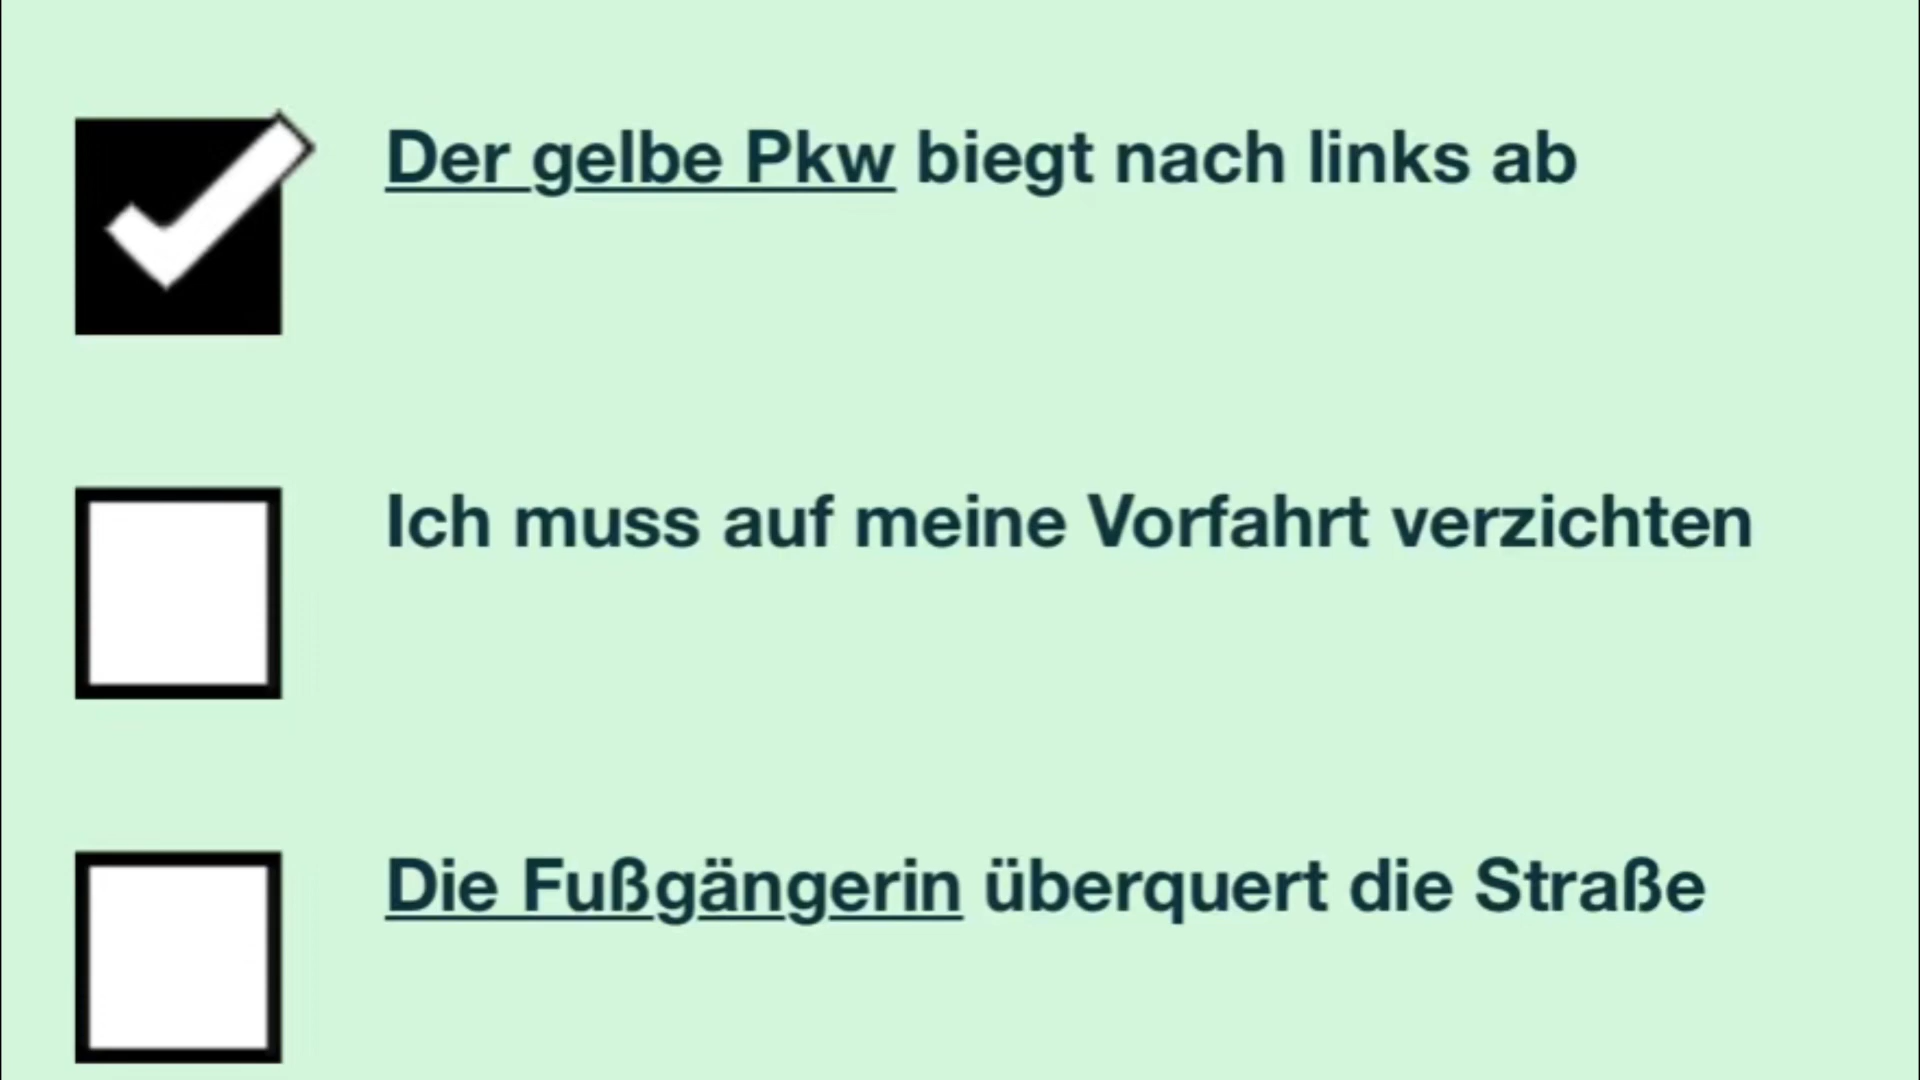 Der gelbe Pkw biegt nach links ab
Ich muss auf meine Vorfahrt verzichten
Die Fußgängerin überquert die Straße